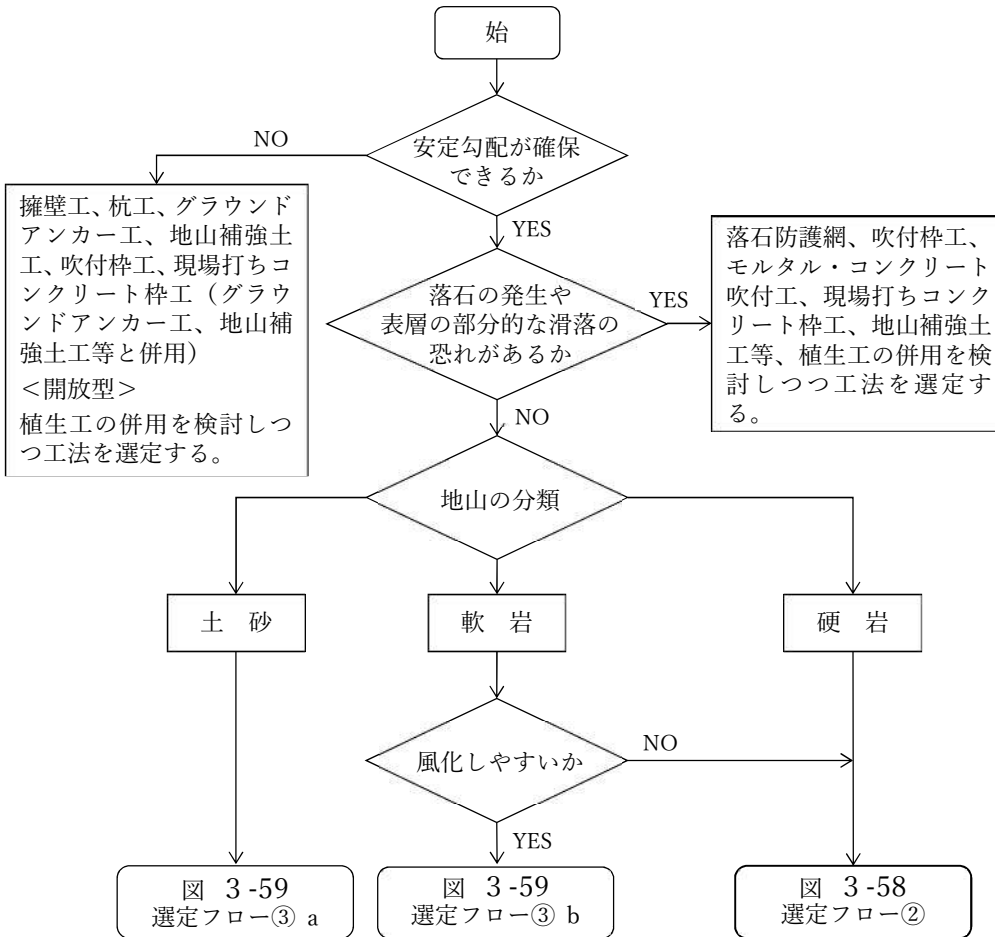 始
安定勾配が確保
できるか
NO
擁壁工、杭工、グラウンド
アンカー工、地山補強土
工、吹付枠工、現場打ちコ
ンクリート枠工（グラウ
ンドアンカー工、地山補
強土工等と併用）
＜開放型＞
植生工の併用を検討しつ
つ工法を選定する。
YES
落石の発生や
表層の部分的な滑落の
恐れがあるか
YES
落石防護網、吹付枠工、
モルタル・コンクリート
吹付工、現場打ちコンク
リート枠工、地山補強土
工等、植生工の併用を検
討しつつ工法を選定す
る。
NO
地山の分類
土　砂
軟　岩
硬　岩
風化しやすいか
NO
YES
図 3-59
選定フロー③ a
図 3-59
選定フロー③ b
図 3-58
選定フロー②